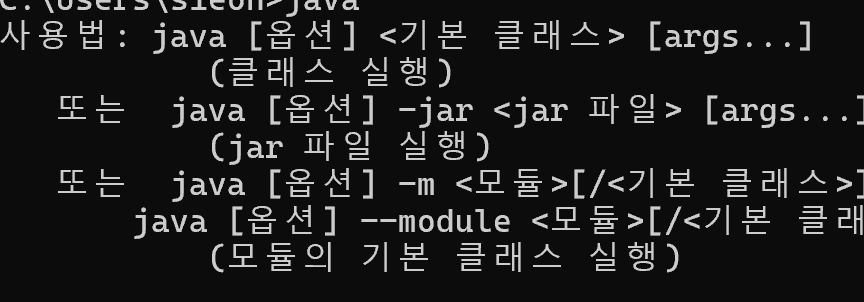 C:\Users\sieon>java
사용법: java [옵션] <기본 클래스> [args...]
(클래스 실행)
또는 java [옵션] -jar <jar 파일> [args...]
(jar 파일 실행)
또는 java [옵션] -m <모듈>[/<기본 클래스>]
java [옵션] --module <모듈>[/<기본 클래
(모듈의 기본 클래스 실행)